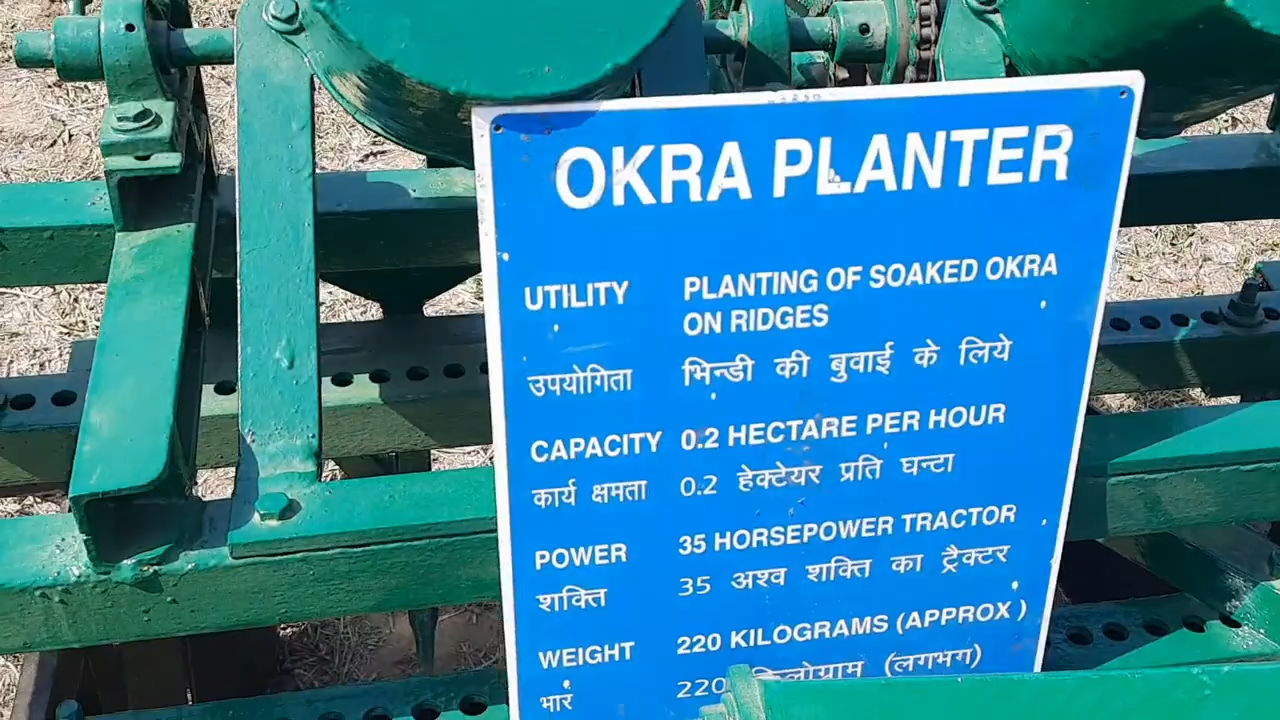 OKRA PLANTER
UTILITY PLANTING OF SOAKED OKRA
ON RIDGES
उपयोगिता भिन्डी की बुवाई के लिये
CAPACITY 0.2 HECTARE PER HOUR
कार्य क्षमता 0.2 हेक्टेयर प्रति घन्टा
POWER 35 HORSEPOWER TRACTOR
शक्ति 35 अश्व शक्ति का ट्रैक्टर
WEIGHT 220 KILOGRAMS (APPROX )
भार 220 किलोग्राम (लगभग)